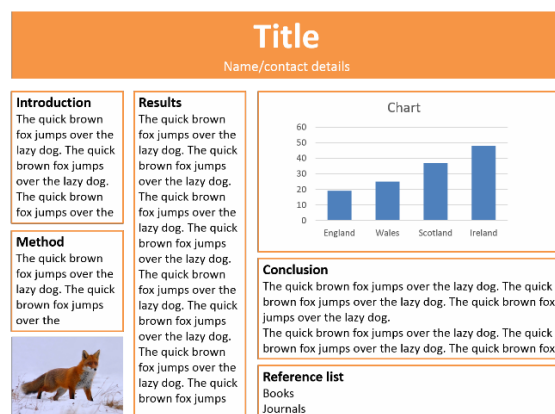 Title
Name/contact details
Introduction
The quick brown
fox jumps over the
lazy dog. The quick
brown fox jumps
over the lazy dog.
The quick brown
fox jumps over the
Method
The quick brown
fox jumps over the
lazy dog. The quick
brown fox jumps
over the
Results
The quick brown
fox jumps over the
lazy dog. The quick
brown fox jumps
over the lazy dog.
The quick brown
fox jumps over the
lazy dog. The quick
brown fox jumps
over the lazy dog.
The quick brown
fox jumps over the
lazy dog. The quick
brown fox jumps
over the lazy dog.
The quick brown
fox jumps over the
lazy dog. The quick
brown fox jumps
Chart
60
50
40
30
20
10
0
England Wales Scotland Ireland
Conclusion
The quick brown fox jumps over the lazy dog. The quick
brown fox jumps over the lazy dog. The quick brown fox
jumps over the lazy dog.
The quick brown fox jumps over the lazy dog. The quick
brown fox jumps over the lazy dog. The quick brown fox
Reference list
Books
Journals